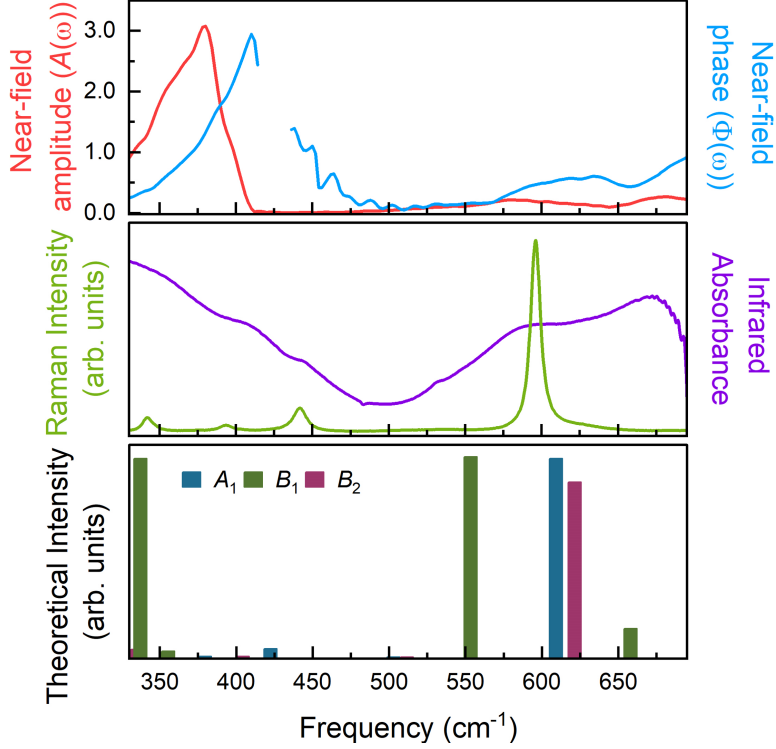 Near-field
amplitude (A(ω))
3.0
2.0
1.0
0.0
Near-field
phase (Φ(ω))
Raman Intensity
(arb. units)
Infrared
Absorbance
Theoretical Intensity
(arb. units)
A₁ B₁ B₂
350 400 450 500 550 600 650
Frequency (cm⁻¹)